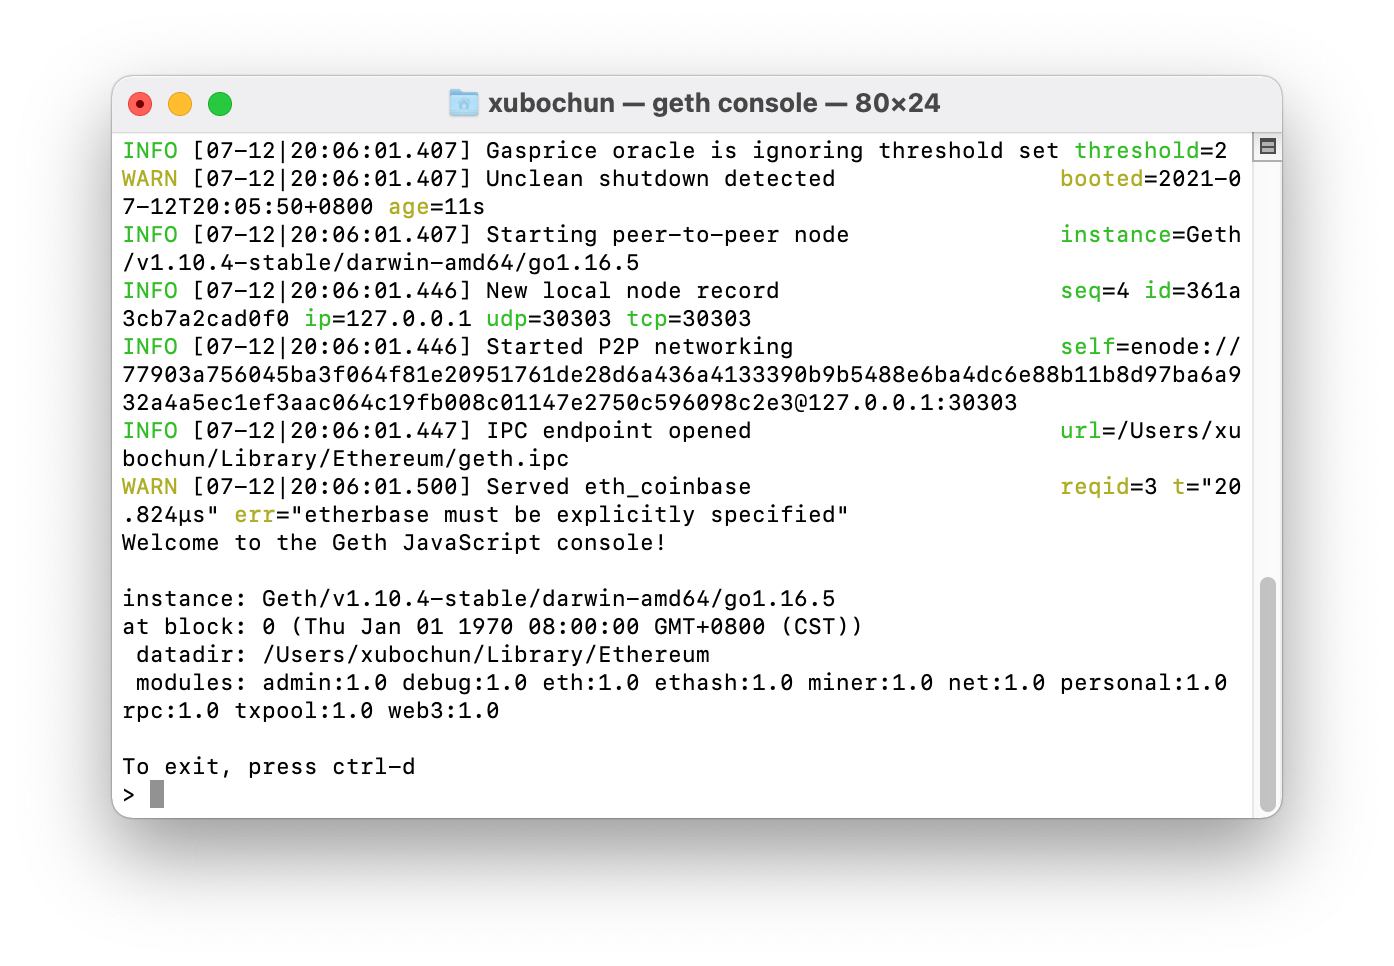 xubochun — geth console — 80×24
INFO [07-12|20:06:01.407] Gasprice oracle is ignoring threshold set threshold=2
WARN [07-12|20:06:01.407] Unclean shutdown detected                booted=2021-0
7-12T20:05:50+0800 age=11s
INFO [07-12|20:06:01.407] Starting peer-to-peer node               instance=Geth
/v1.10.4-stable/darwin-amd64/go1.16.5
INFO [07-12|20:06:01.446] New local node record                    seq=4 id=361a
3cb7a2cad0f0 ip=127.0.0.1 udp=30303 tcp=30303
INFO [07-12|20:06:01.446] Started P2P networking                   self=enode://
77903a756045ba3f064f81e20951761de28d6a436a4133390b9b5488e6ba4dc6e88b11b8d97ba6a9
32a4a5ec1ef3aac064c19fb008c01147e2750c596098c2e3@127.0.0.1:30303
INFO [07-12|20:06:01.447] IPC endpoint opened                      url=/Users/xu
bochun/Library/Ethereum/geth.ipc
WARN [07-12|20:06:01.500] Served eth_coinbase                      reqid=3 t="20
.824µs" err="etherbase must be explicitly specified"
Welcome to the Geth JavaScript console!
instance: Geth/v1.10.4-stable/darwin-amd64/go1.16.5
at block: 0 (Thu Jan 01 1970 08:00:00 GMT+0800 (CST))
 datadir: /Users/xubochun/Library/Ethereum
 modules: admin:1.0 debug:1.0 eth:1.0 ethash:1.0 miner:1.0 net:1.0 personal:1.0
rpc:1.0 txpool:1.0 web3:1.0
To exit, press ctrl-d
>